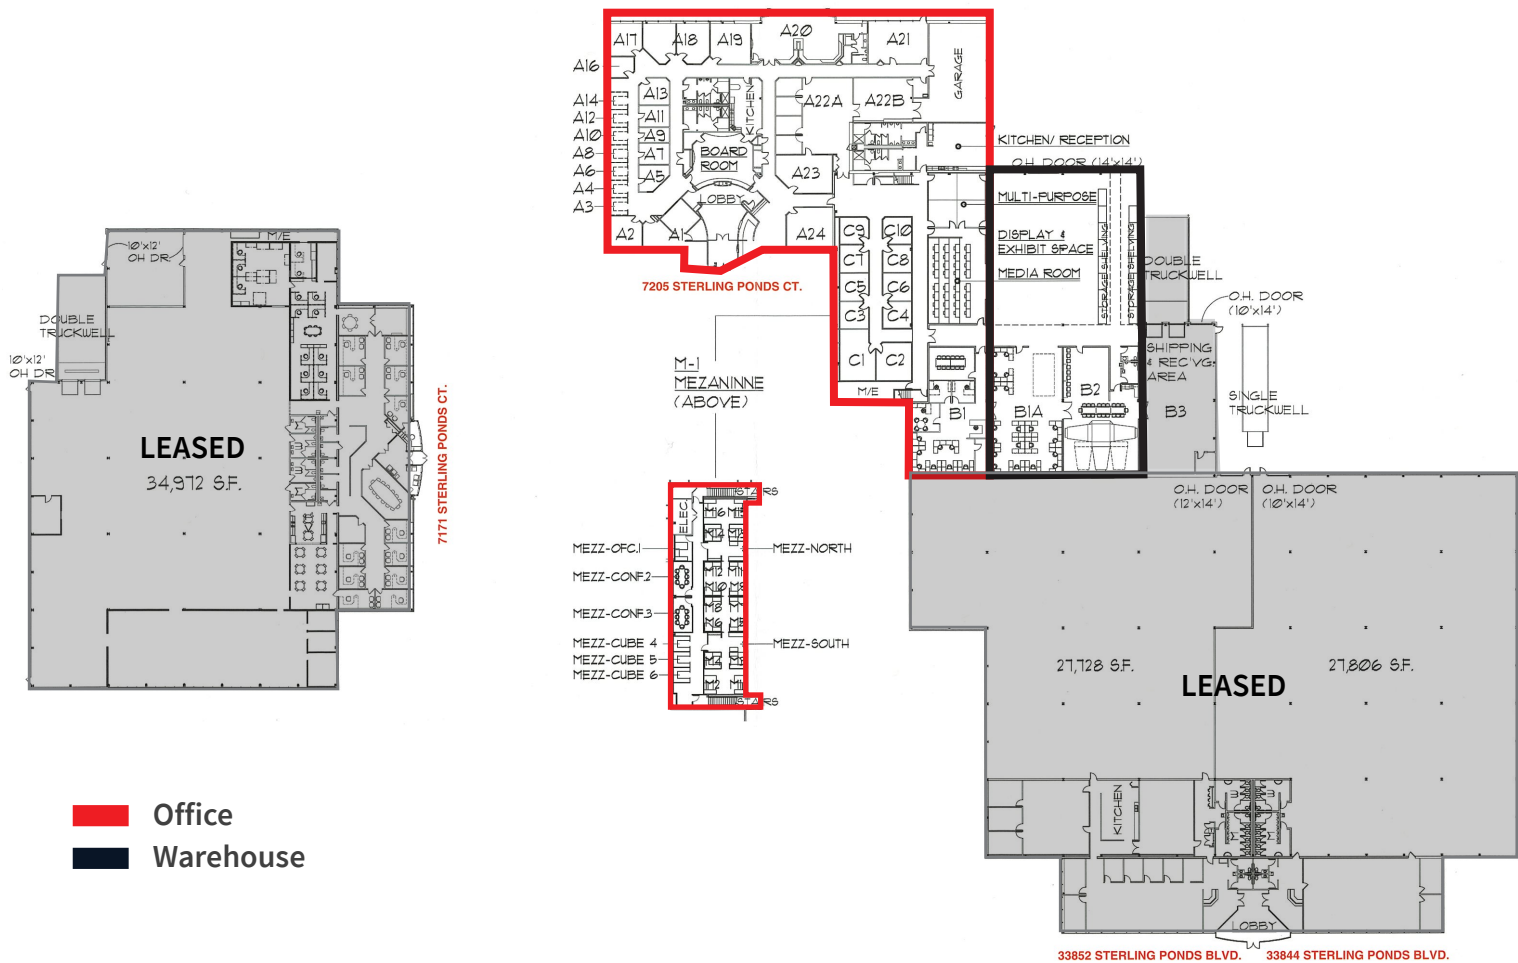 A17
A18
A19
A20
A21
A16
GARAGE
A14
A12
A10
A8
A6
A4
A3
A13
A11
A9
A7
A5
KITCHEN
A22A
A22B
BOARD
ROOM
A23
LOBBY
A2
A1
A24
KITCHEN/ RECEPTION
O.H. DOOR (14'x14')
MULTI-PURPOSE
DISPLAY &
EXHIBIT SPACE
MEDIA ROOM
STORAGE SHELVING
STORAGE SHELVING
C9
C10
C7
C8
C5
C6
C3
C4
C1
C2
M/E
B1
B1A
B2
B3
DOUBLE
TRUCKWELL
O.H. DOOR
(10'x14')
SHIPPING
& REC'VG.
AREA
SINGLE
TRUCKWELL
7205 STERLING PONDS CT.
M-1
MEZANINNE
(ABOVE)
M/E
10'x12'
OH DR.
DOUBLE
TRUCKWELL
10'x12'
OH DR
LEASED
34,972 S.F.
7171 STERLING PONDS CT.
STAIRS
ELEC.
MEZZ-OFC.1
MEZZ-CONF.2
MEZZ-CONF.3
MEZZ-CUBE 4
MEZZ-CUBE 5
MEZZ-CUBE 6
MEZZ-NORTH
MEZZ-SOUTH
STAIRS
O.H. DOOR
(12'x14')
O.H. DOOR
(10'x14')
27,728 S.F.
27,806 S.F.
LEASED
KITCHEN
LOBBY
33852 STERLING PONDS BLVD.
33844 STERLING PONDS BLVD.
Office
Warehouse